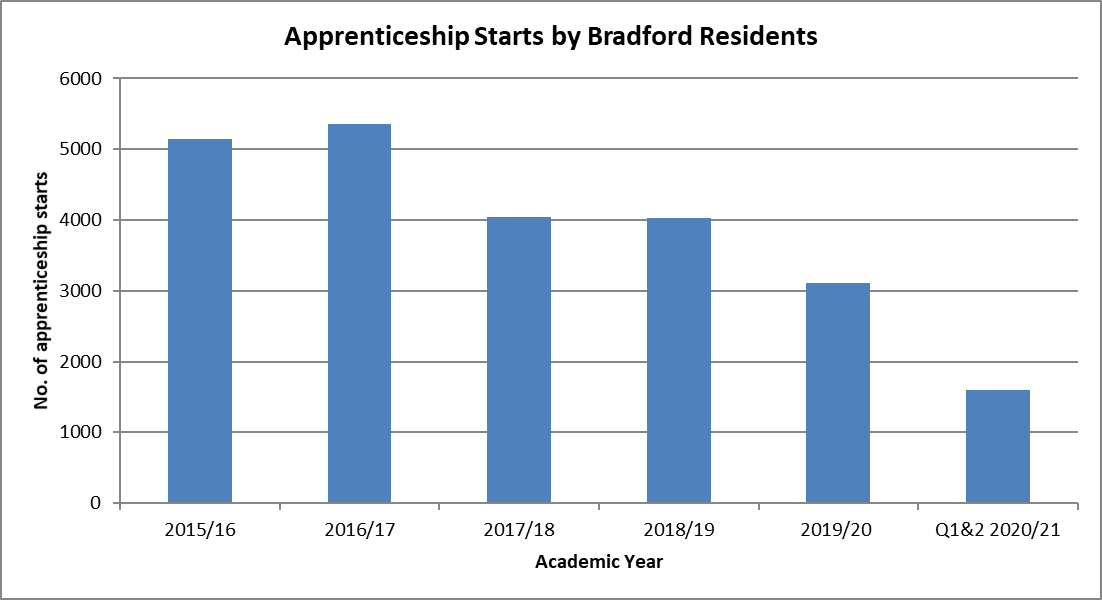 Apprenticeship Starts by Bradford Residents
No. of apprenticeship starts
6000
5000
4000
3000
2000
1000
0
2015/16 2016/17 2017/18 2018/19 2019/20 Q1&2 2020/21
Academic Year